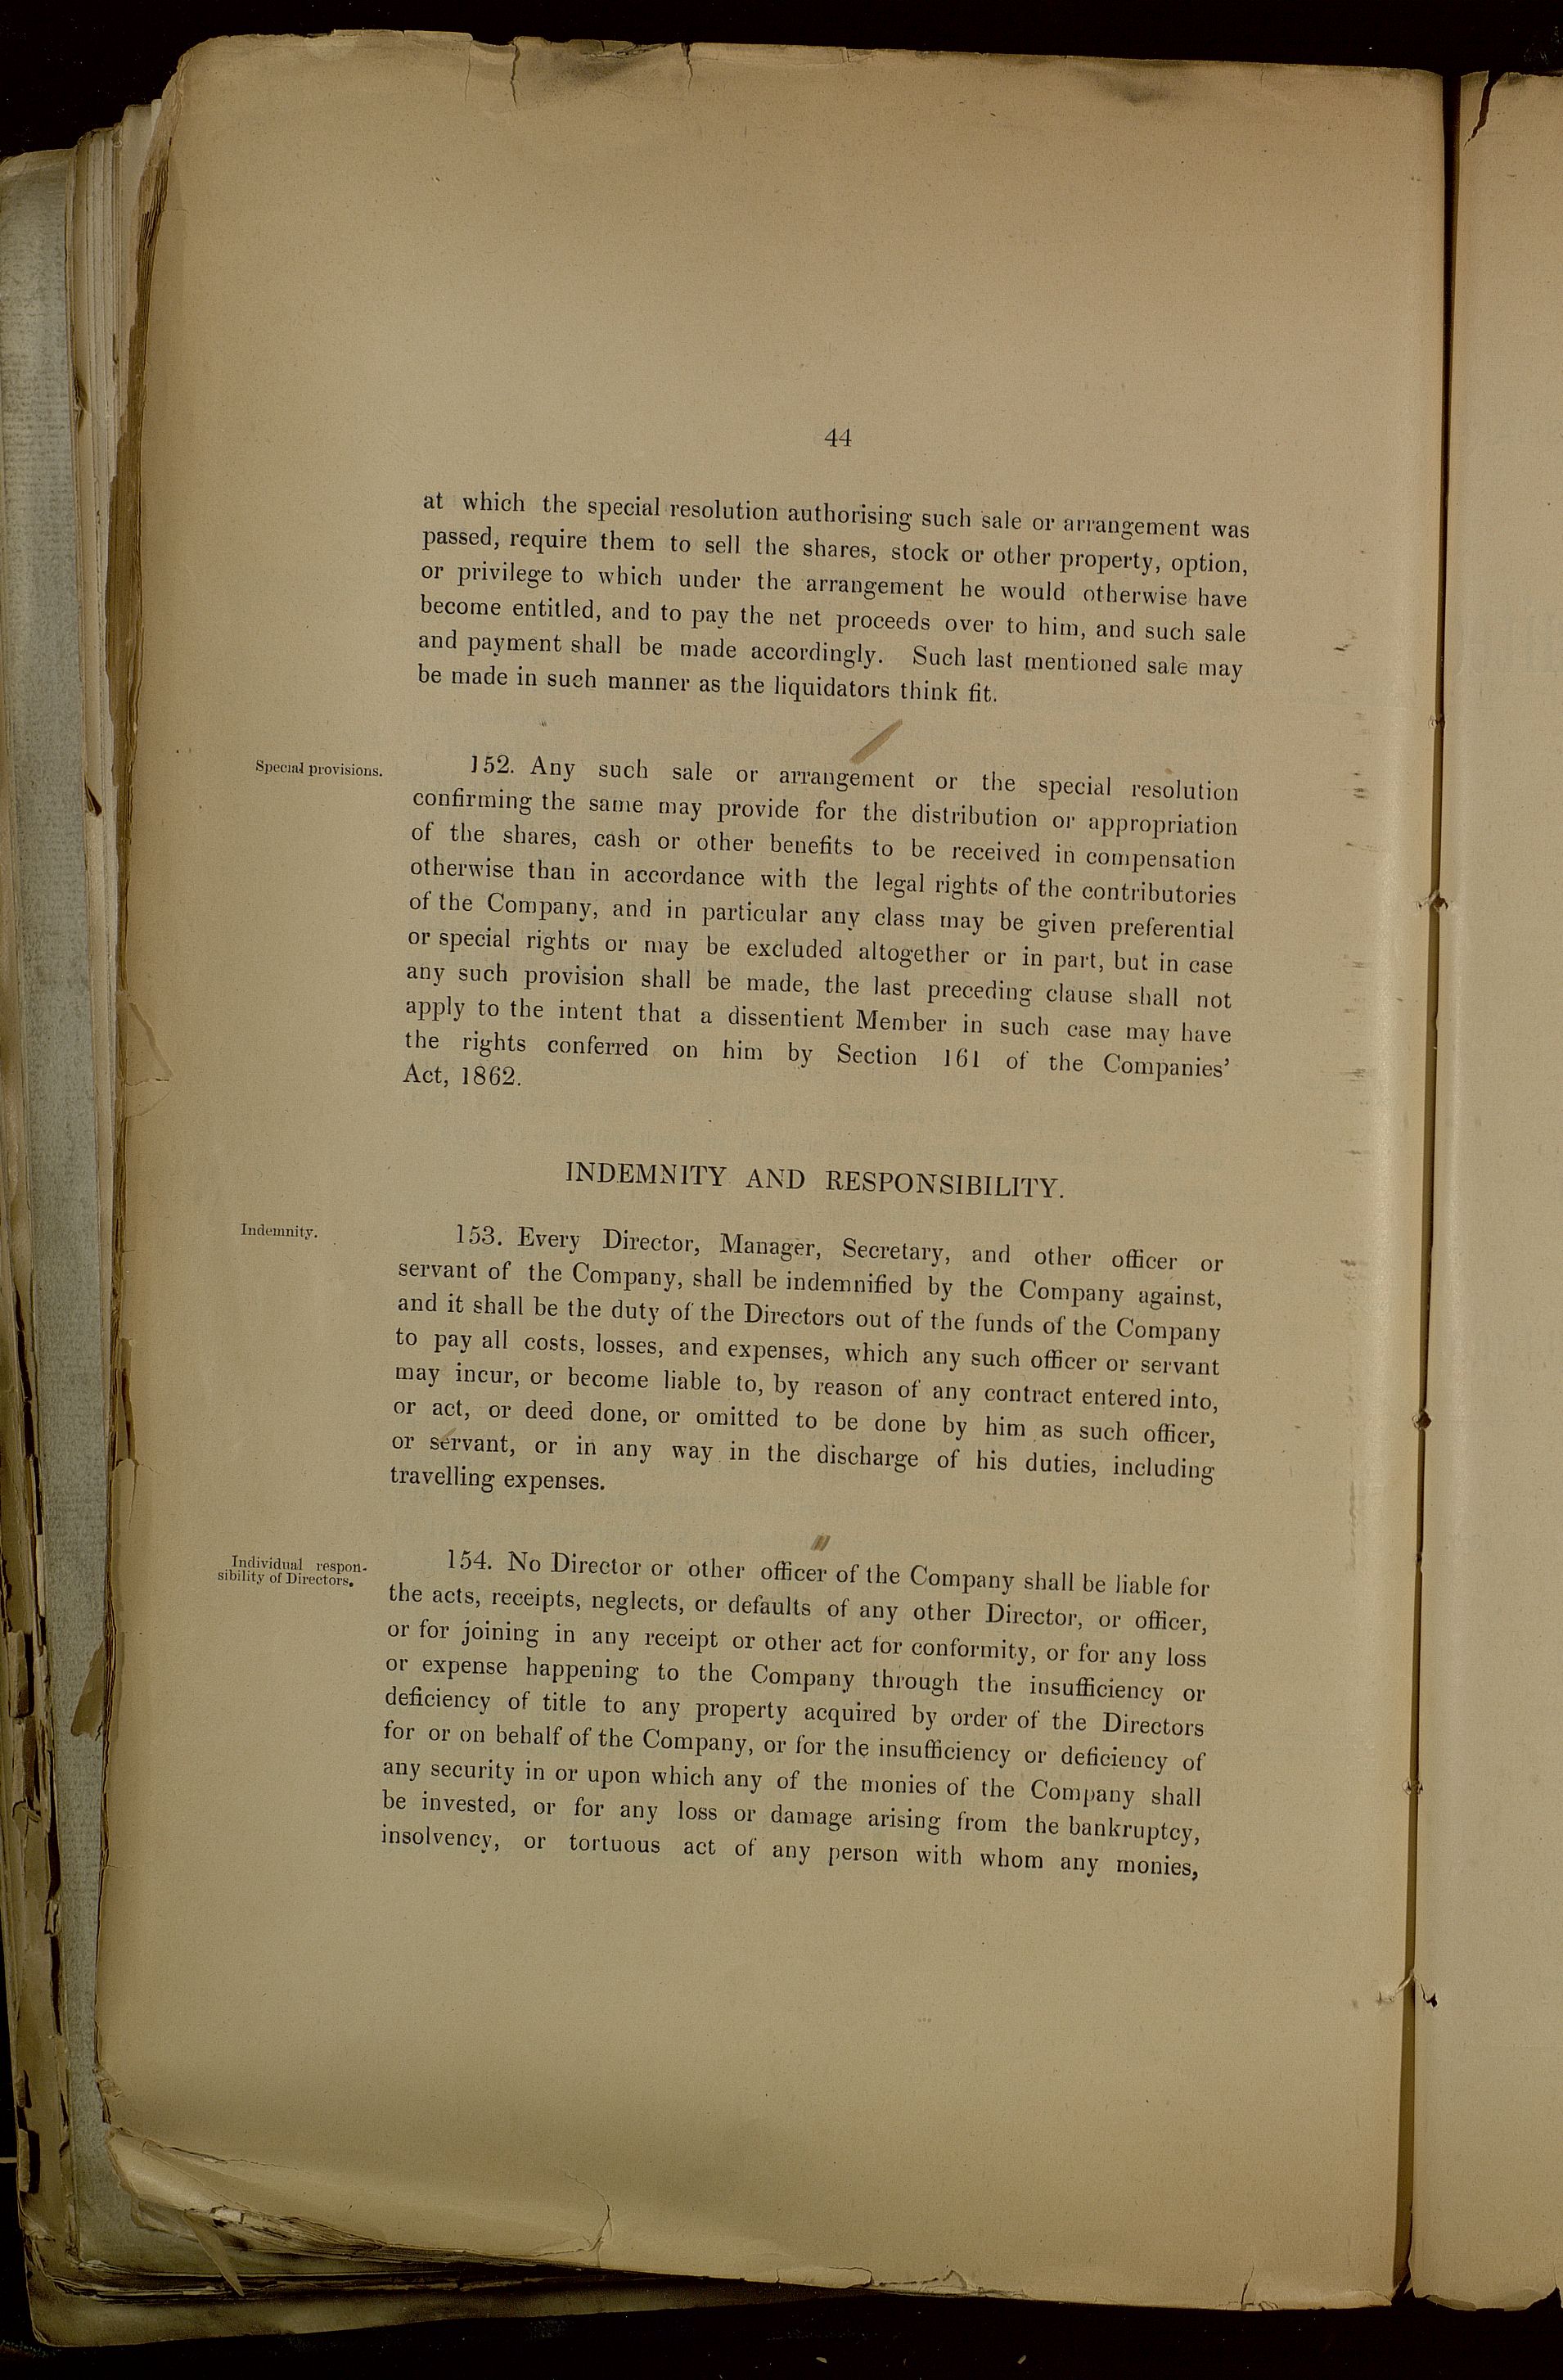 44
at which the special resolution authorising such sale or arrangement was
passed, require them to sell the shares, stock or other property, option,
or privilege to which under the arrangement he would otherwise have
become entitled, and to pay the net proceeds over to him, and such sale
and payment shall be made accordingly. Such last mentioned sale may
be made in such manner as the liquidators think fit.
Special provisions.
152. Any such sale or arrangement or the special resolution
confirming the same may provide for the distribution or appropriation
of the shares, cash or other benefits to be received in compensation
otherwise than in accordance with the legal rights of the contributories
of the Company, and in particular any class may be given preferential
or special rights or may be excluded altogether or in part, but in case
any such provision shall be made, the last preceding clause shall not
apply to the intent that a dissentient Member in such case may have
the rights conferred on him by Section 161 of the Companies'
Act, 1862.
INDEMNITY AND RESPONSIBILITY.
Indemnity.
153. Every Director, Manager, Secretary, and other officer or
servant of the Company, shall be indemnified by the Company against,
and it shall be the duty of the Directors out of the funds of the Company
to pay all costs, losses, and expenses, which any such officer or servant
may incur, or become liable to, by reason of any contract entered into,
or act, or deed done, or omitted to be done by him as such officer,
or servant, or in any way in the discharge of his duties, including
travelling expenses.
Individual respon-
sibility of Directors.
154. No Director or other officer of the Company shall be liable for
the acts, receipts, neglects, or defaults of any other Director, or officer,
or for joining in any receipt or other act for conformity, or for any loss
or expense happening to the Company through the insufficiency or
deficiency of title to any property acquired by order of the Directors
for or on behalf of the Company, or for the insufficiency or deficiency of
any security in or upon which any of the monies of the Company shall
be invested, or for any loss or damage arising from the bankruptcy,
insolvency, or tortuous act of any person with whom any monies,